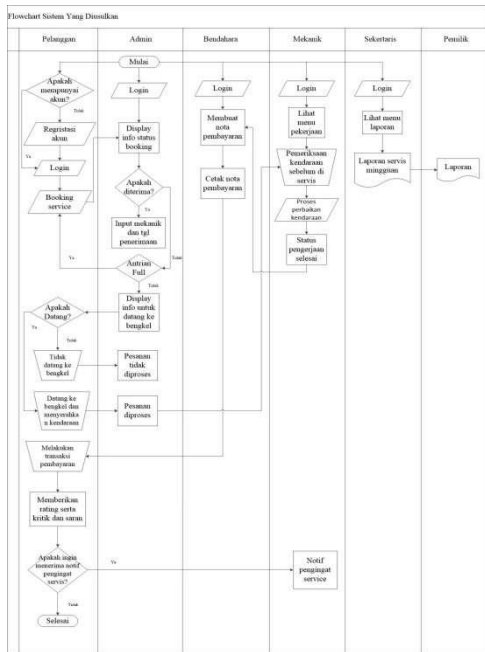 Flowchart Sistem Yang Diusulkan
Pelanggan
Admin
Bendahara
Mekanik
Sekertaris
Pemilik
Mulai
Apakah
mempunyai
akun?
Tidak
Ya
Regristasi
akun
Login
Booking
service
Login
Display
info status
booking
Apakah
diterima?
Ya
Tidak
Input mekanik
dan tgl
penerimaan
Antrian
Full
Ya
Tidak
Display
info untuk
datang ke
bengkel
Login
Membuat
nota
pembayaran
Cetak nota
pembayaran
Login
Lihat
menu
pekerjaan
Pemeriksaan
kendaraan
sebelum di
servis
Proses
perbaikan
kendaraan
Status
pengerjaan
selesai
Login
Lihat menu
laporan
Laporan servis
mingguan
Laporan
Apakah
Datang?
Ya
Tidak
Tidak
datang ke
bengkel
Pesanan
tidak
diproses
Datang ke
bengkel dan
menyerahka
n kendaraan
Pesanan
diproses
Melakukan
transaksi
pembayaran
Memberikan
rating serta
kritik dan saran
Apakah ingin
menerima notif
pengingat
servis?
Ya
Notif
pengingat
service
Tidak
Selesai